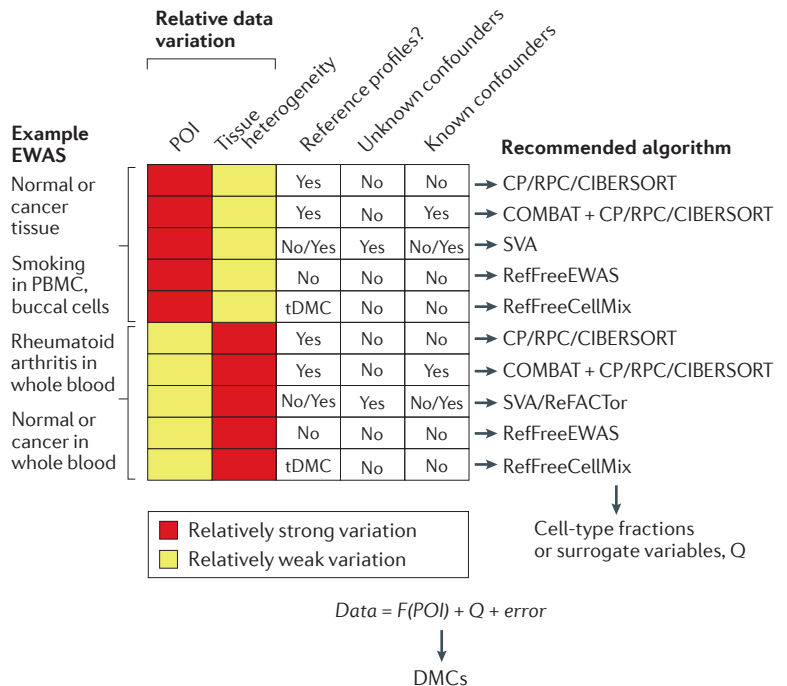 Relative data
variation
POI
Tissue
heterogeneity
Reference profiles?
Unknown confounders
Known confounders
Example
EWAS
Recommended algorithm
Normal or
cancer
tissue
Smoking
in PBMC,
buccal cells
Rheumatoid
arthritis in
whole blood
Normal or
cancer in
whole blood
Yes No No CP/RPC/CIBERSORT
Yes No Yes COMBAT + CP/RPC/CIBERSORT
No/Yes Yes No/Yes SVA
No No No RefFreeEWAS
tDMC No No RefFreeCellMix
Yes No No CP/RPC/CIBERSORT
Yes No Yes COMBAT + CP/RPC/CIBERSORT
No/Yes Yes No/Yes SVA/ReFACTor
No No No RefFreeEWAS
tDMC No No RefFreeCellMix
Relatively strong variation
Relatively weak variation
Cell-type fractions
or surrogate variables, Q
Data = F(POI) + Q + error
DMCs